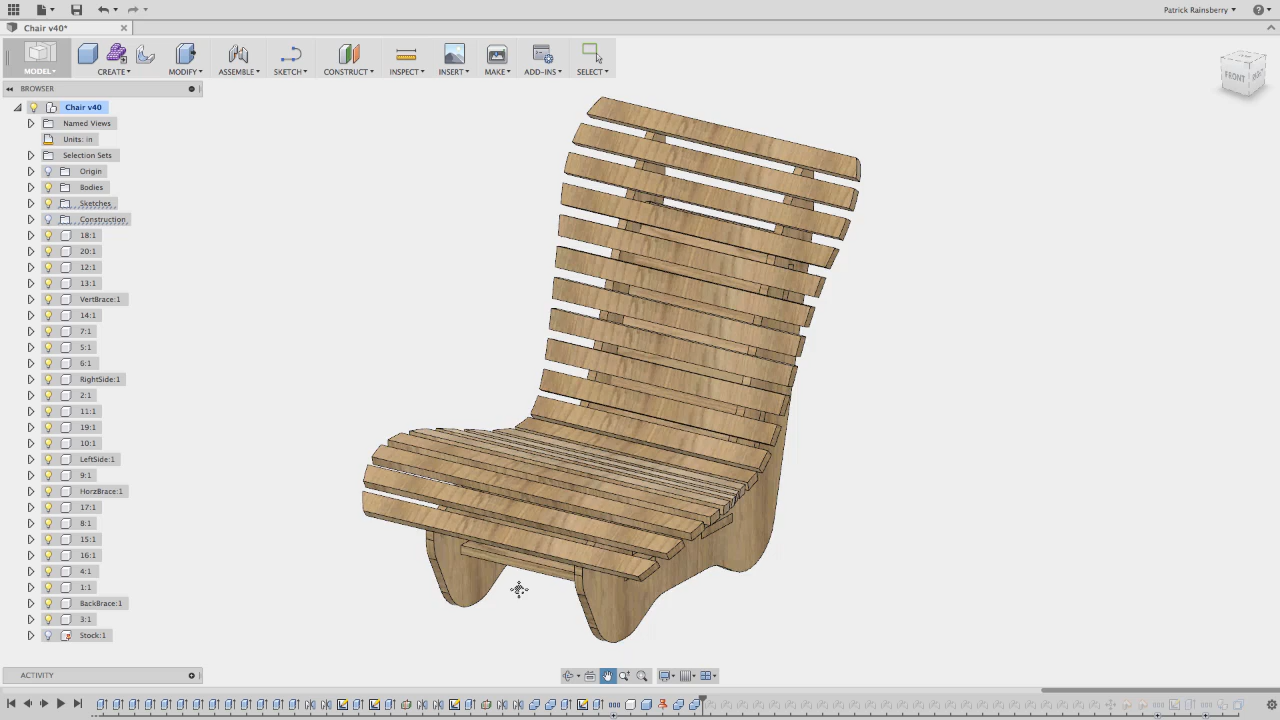 Patrick Rainsberry
Chair v40*
MODEL
CREATE
MODIFY
ASSEMBLE
SKETCH
CONSTRUCT
INSPECT
INSERT
MAKE
ADD-INS
SELECT
FRONT
BROWSER
Chair v40
Named Views
Units: in
Selection Sets
Origin
Bodies
Sketches
Construction
18:1
20:1
12:1
13:1
VertBrace:1
14:1
7:1
5:1
6:1
RightSide:1
2:1
11:1
19:1
10:1
LeftSide:1
9:1
HorzBrace:1
17:1
8:1
15:1
16:1
4:1
1:1
BackBrace:1
3:1
Stock:1
ACTIVITY